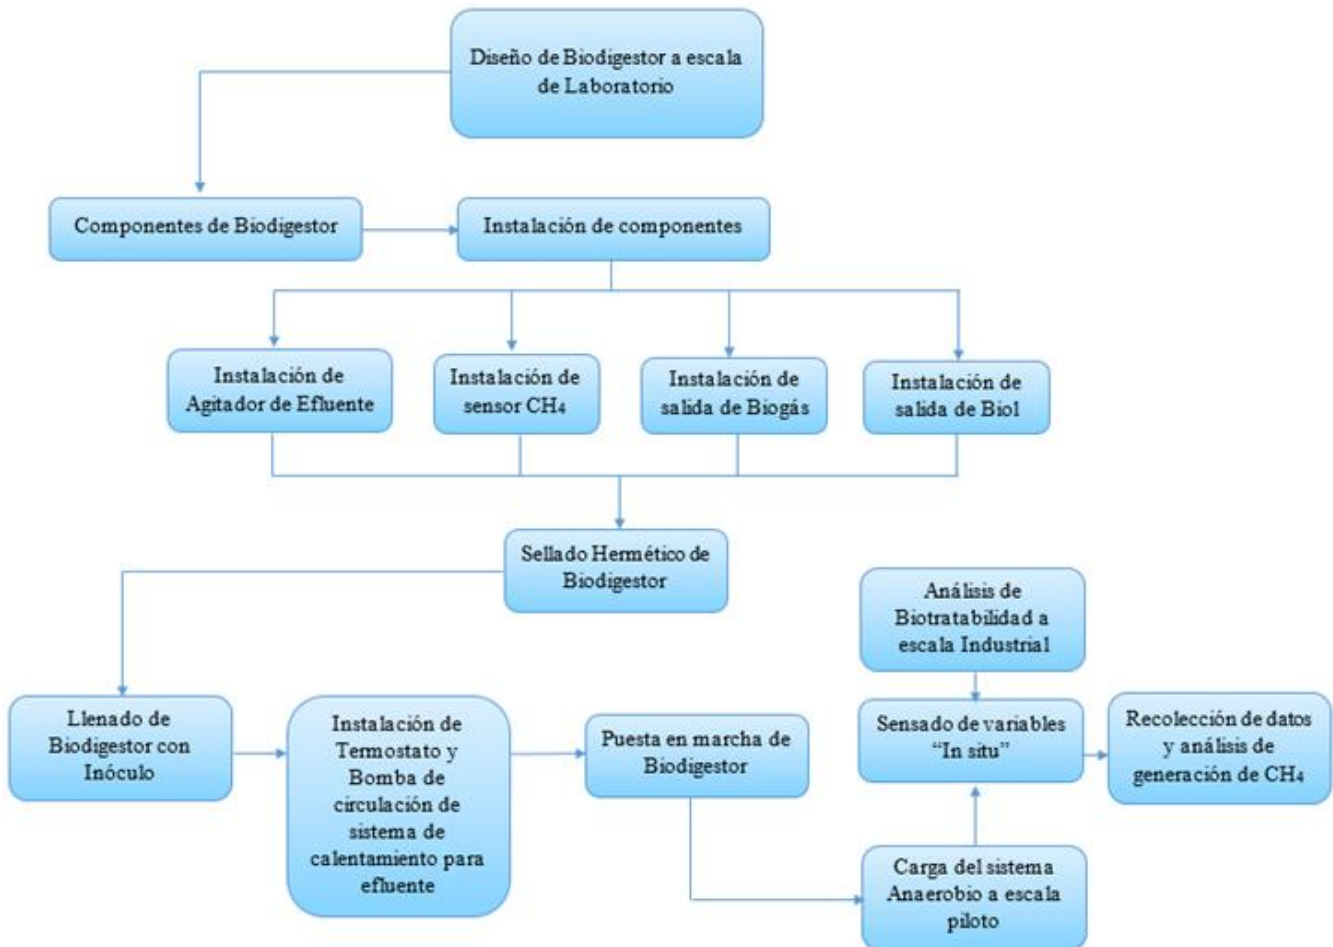 Diseño de Biodigestor a escala
de Laboratorio
Componentes de Biodigestor
Instalación de componentes
Instalación de
Agitador de Efluente
Instalación de
sensor CH₄
Instalación de
salida de Biogás
Instalación de
salida de Biol
Sellado Hermético de
Biodigestor
Llenado de
Biodigestor con
Inóculo
Instalación de
Termostato y
Bomba de
circulación de
sistema de
calentamiento para
efluente
Puesta en marcha de
Biodigestor
Carga del sistema
Anaerobio a escala
piloto
Análisis de
Biotratabilidad a
escala Industrial
Sensado de variables
“In situ”
Recolección de datos
y análisis de
generación de CH₄